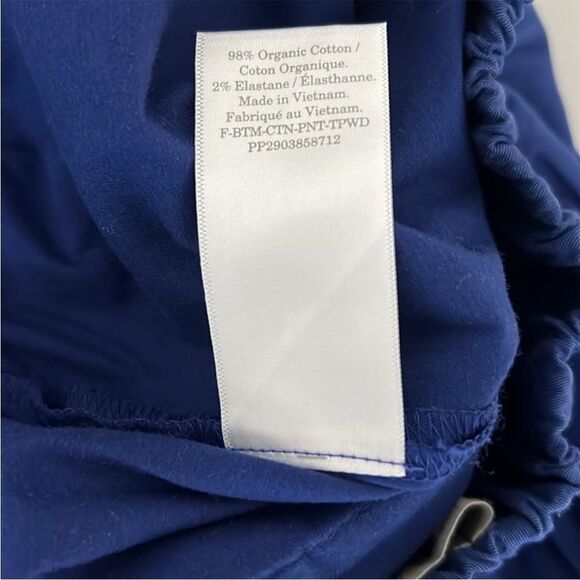 98% Organic Cotton /
Coton Organique.
2% Elastane / Élasthanne.
Made in Vietnam.
Fabriqué au Vietnam.
F-BTM-CTN-PNT-TPWD
PP2903858712